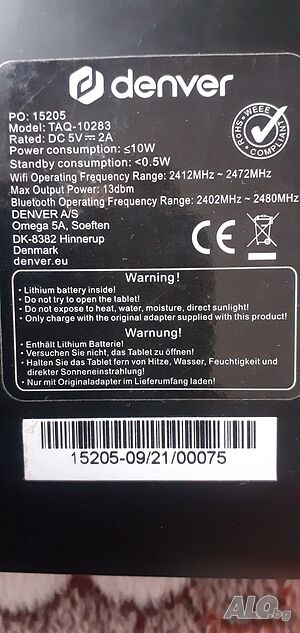 denver
PO: 15205
Model: TAQ-10283
Rated: DC 5V⎓2A
Power consumption: ≤10W
Standby consumption: <0.5W
Wifi Operating Frequency Range: 2412MHz ~ 2472MHz
Max Output Power: 13dbm
Bluetooth Operating Frequency Range: 2402MHz ~ 2480MHz
DENVER A/S
Omega 5A, Soeften
DK-8382 Hinnerup
Denmark
denver.eu
RoHS WEEE COMPLIANT
CE
Warning!
• Lithium battery inside!
• Do not try to open the tablet!
• Do not expose to heat, water, moisture, direct sunlight!
• Only charge with the original adapter supplied with this product!
Warnung!
• Enthält Lithium Batterie!
• Versuchen Sie nicht, das Tablet zu öffnen!
• Halten Sie das Tablet fern von Hitze, Wasser, Feuchtigkeit und
direkter Sonneneinstrahlung!
• Nur mit Originaladapter im Lieferumfang laden!
15205-09/21/00075
ALO.bg